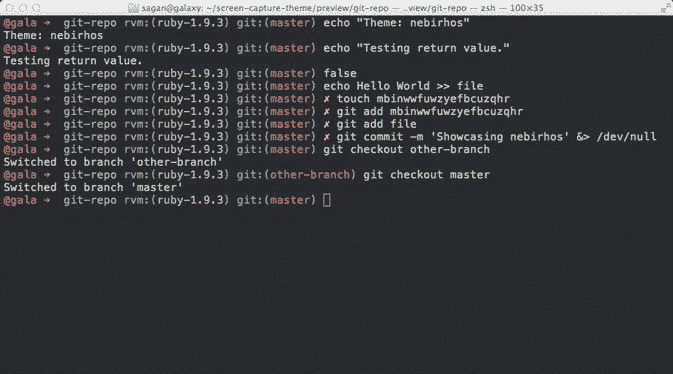 sagan@galaxy: ~/screen-capture-theme/preview/git-repo — ..view/git-repo — zsh — 100×35
@gala ➜  git-repo rvm:(ruby-1.9.3) git:(master) echo "Theme: nebirhos"
Theme: nebirhos
@gala ➜  git-repo rvm:(ruby-1.9.3) git:(master) echo "Testing return value."
Testing return value.
@gala ➜  git-repo rvm:(ruby-1.9.3) git:(master) false
@gala ➜  git-repo rvm:(ruby-1.9.3) git:(master) echo Hello World >> file
@gala ➜  git-repo rvm:(ruby-1.9.3) git:(master) ✗ touch mbinwwfuwzyefbcuzqhr
@gala ➜  git-repo rvm:(ruby-1.9.3) git:(master) ✗ git add mbinwwfuwzyefbcuzqhr
@gala ➜  git-repo rvm:(ruby-1.9.3) git:(master) ✗ git add file
@gala ➜  git-repo rvm:(ruby-1.9.3) git:(master) ✗ git commit -m 'Showcasing nebirhos' &> /dev/null
@gala ➜  git-repo rvm:(ruby-1.9.3) git:(master) git checkout other-branch
Switched to branch 'other-branch'
@gala ➜  git-repo rvm:(ruby-1.9.3) git:(other-branch) git checkout master
Switched to branch 'master'
@gala ➜  git-repo rvm:(ruby-1.9.3) git:(master)